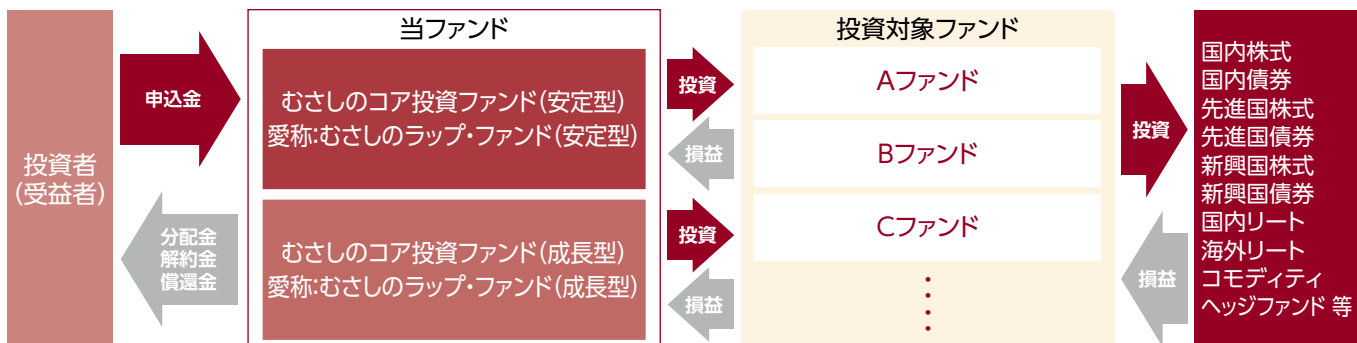 投資者
(受益者)
申込金
分配金
解約金
償還金
当ファンド
むさしのコア投資ファンド(安定型)
愛称:むさしのラップ・ファンド(安定型)
むさしのコア投資ファンド(成長型)
愛称:むさしのラップ・ファンド(成長型)
投資
損益
投資
損益
投資対象ファンド
Aファンド
Bファンド
Cファンド
投資
損益
国内株式
国内債券
先進国株式
先進国債券
新興国株式
新興国債券
国内リート
海外リート
コモディティ
ヘッジファンド 等